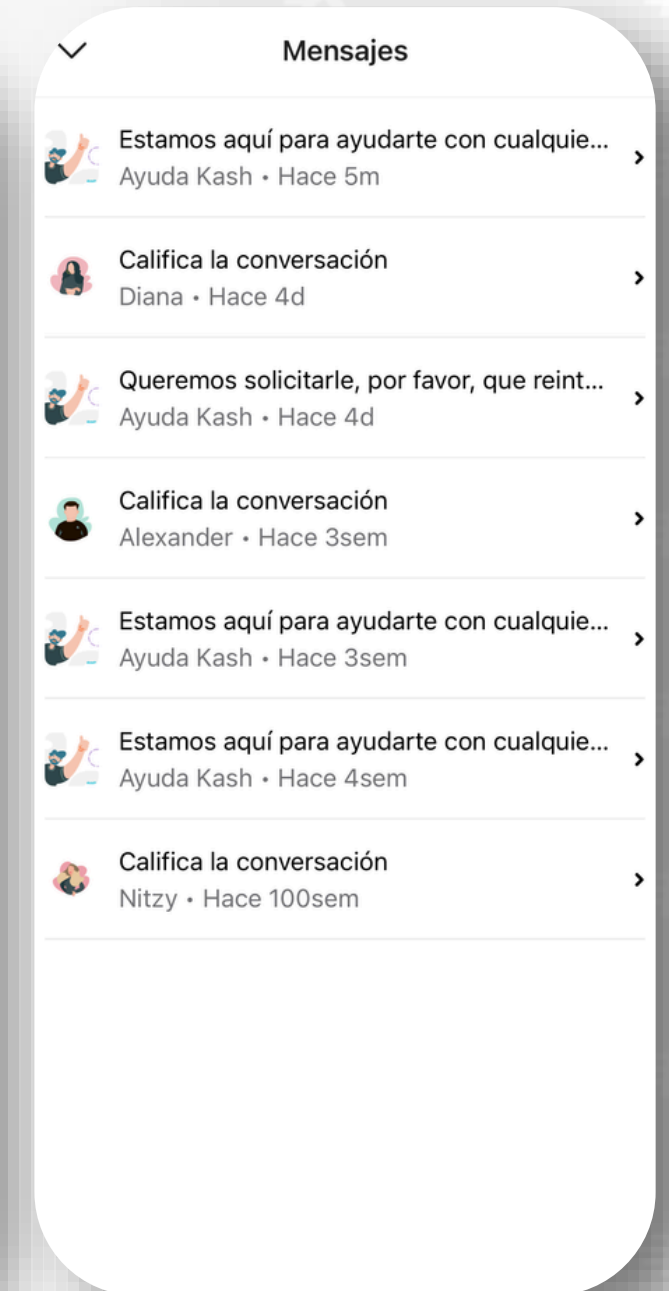 Mensajes
Estamos aquí para ayudarte con cualquie...
Ayuda Kash • Hace 5m
Califica la conversación
Diana • Hace 4d
Queremos solicitarle, por favor, que reint...
Ayuda Kash • Hace 4d
Califica la conversación
Alexander • Hace 3sem
Estamos aquí para ayudarte con cualquie...
Ayuda Kash • Hace 3sem
Estamos aquí para ayudarte con cualquie...
Ayuda Kash • Hace 4sem
Califica la conversación
Nitzy • Hace 100sem